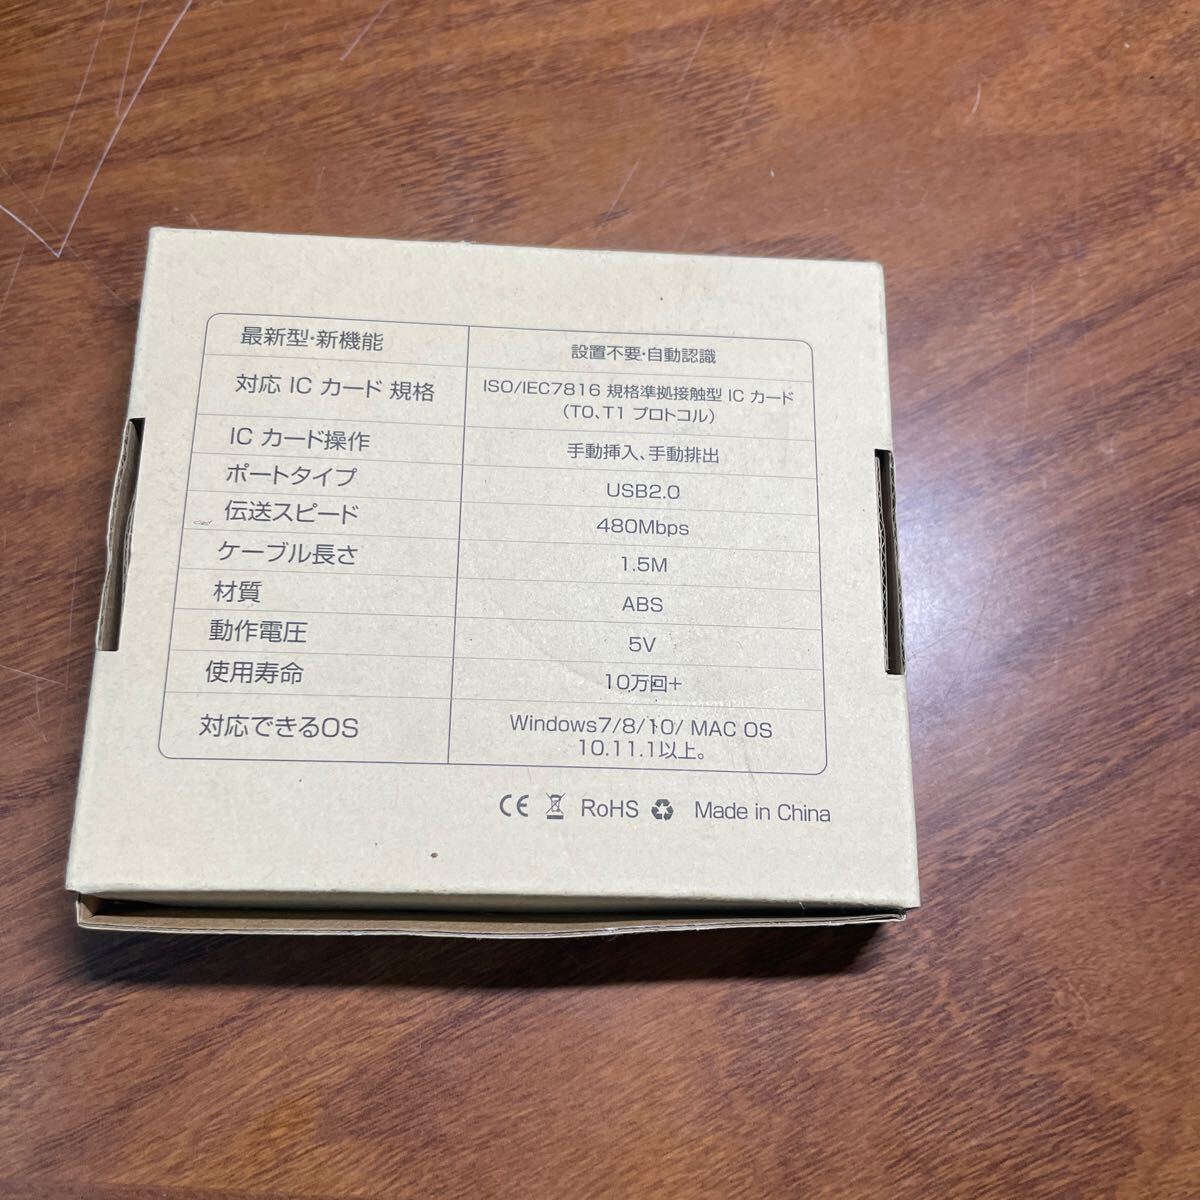 最新型・新機能 設置不要・自動認識
対応 IC カード 規格 ISO/IEC7816 規格準拠接触型 IC カード
(T0、T1 プロトコル)
IC カード操作 手動挿入、手動排出
ポートタイプ USB2.0
伝送スピード 480Mbps
ケーブル長さ 1.5M
材質 ABS
動作電圧 5V
使用寿命 10万回+
対応できるOS Windows7/8/10/ MAC OS
10.11.1以上。
CE RoHS Made in China